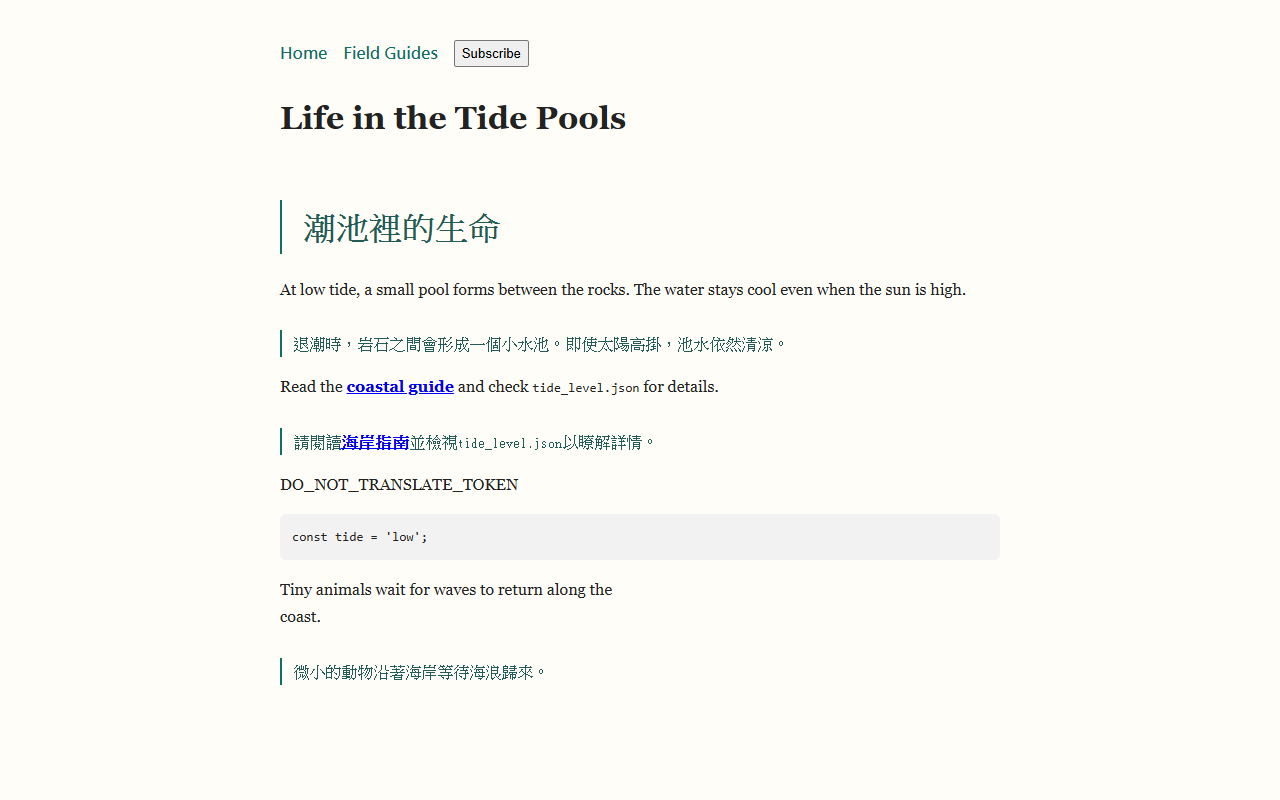 Home Field Guides Subscribe
Life in the Tide Pools
潮池裡的生命
At low tide, a small pool forms between the rocks. The water stays cool even when the sun is high.
退潮時，岩石之間會形成一個小水池。即使太陽高掛，池水依然清涼。
Read the coastal guide and check tide_level.json for details.
請閱讀海岸指南並檢視tide_level.json以瞭解詳情。
DO_NOT_TRANSLATE_TOKEN
const tide = 'low';
Tiny animals wait for waves to return along the
coast.
微小的動物沿著海岸等待海浪歸來。